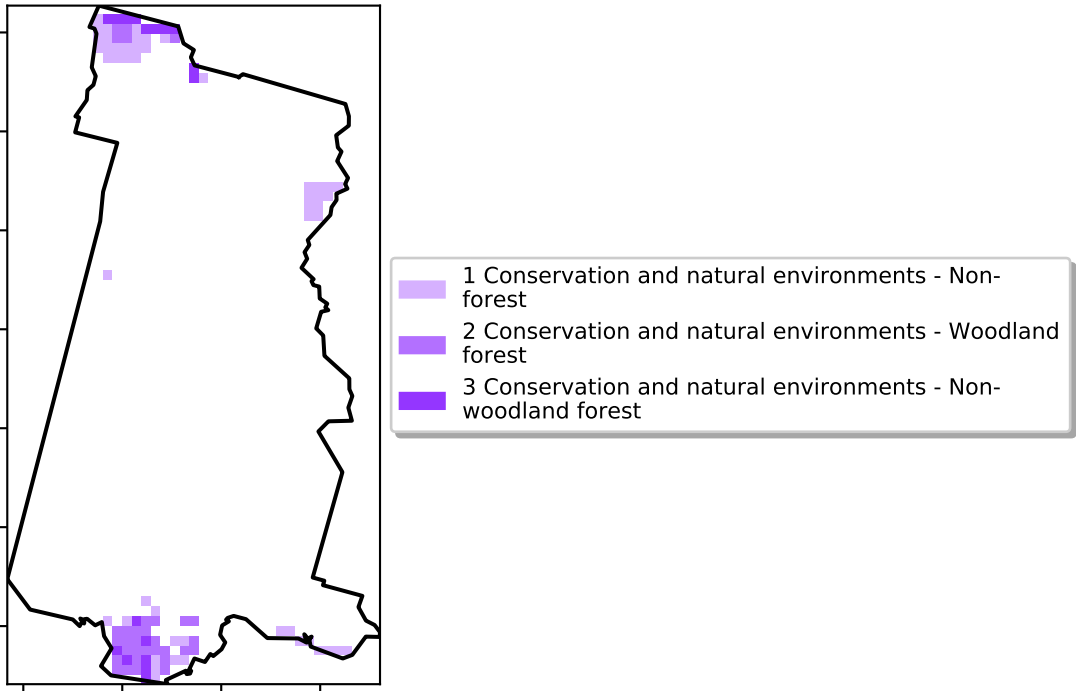 1 Conservation and natural environments - Non-
forest
2 Conservation and natural environments - Woodland
forest
3 Conservation and natural environments - Non-
woodland forest